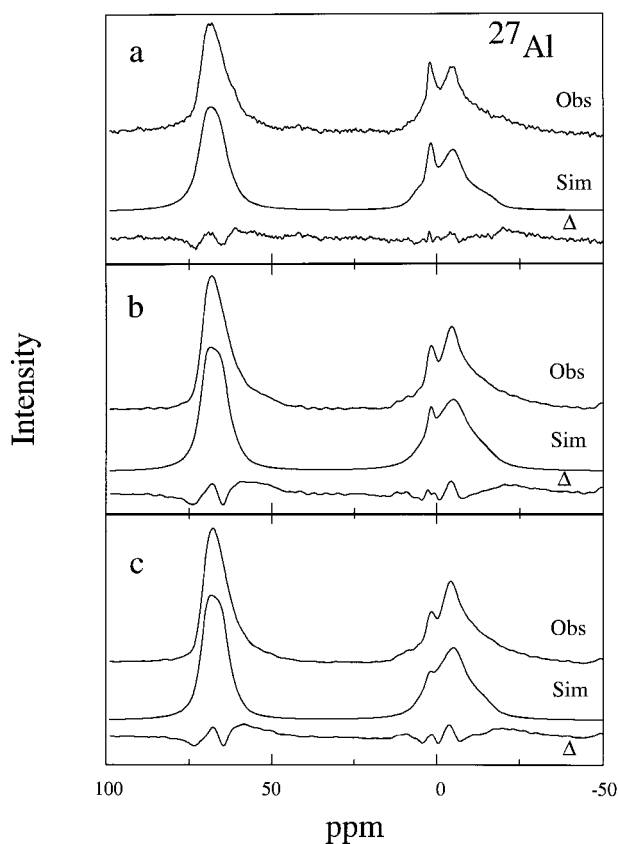 a
27Al
Obs
Sim
Δ
b
Obs
Sim
Δ
c
Obs
Sim
Δ
Intensity
100 50 0 -50
ppm